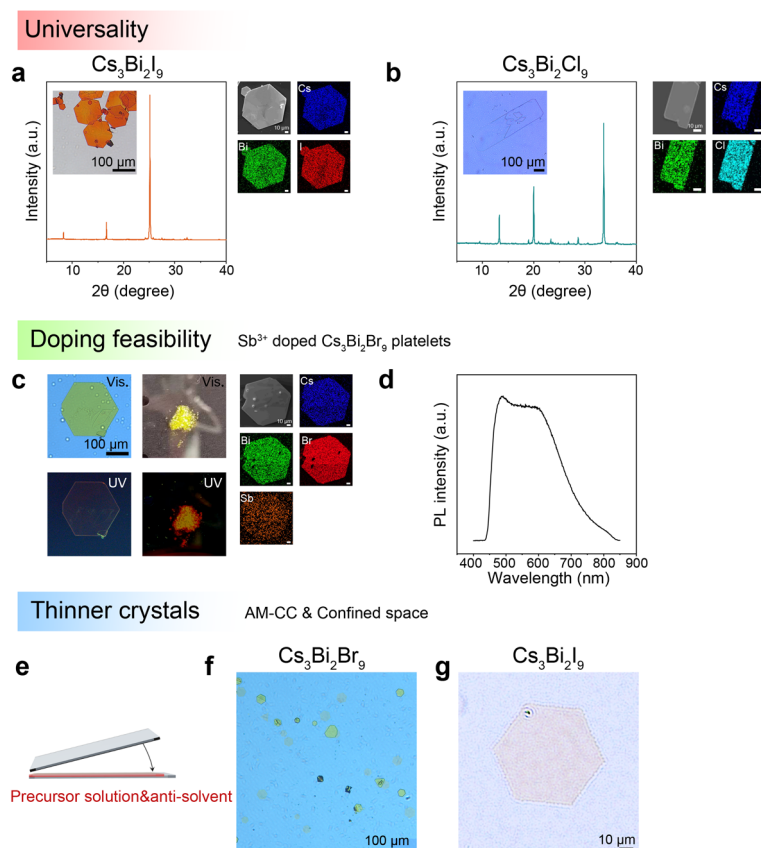 Universality
a
Cs₃Bi₂I₉
b
Cs₃Bi₂Cl₉
Intensity (a.u.)
100 µm
10 20 30 40
2θ (degree)
10 µm
Cs
Bi
I
Intensity (a.u.)
100 µm
10 20 30 40
2θ (degree)
10 µm
Cs
Bi
Cl
Doping feasibility
Sb³⁺ doped Cs₃Bi₂Br₉ platelets
c
Vis.
100 µm
Vis.
UV
UV
10 µm
Cs
Bi
Br
Sb
d
PL intensity (a.u.)
400 500 600 700 800 900
Wavelength (nm)
Thinner crystals
AM-CC & Confined space
e
Precursor solution&anti-solvent
f
Cs₃Bi₂Br₉
100 µm
g
Cs₃Bi₂I₉
10 µm